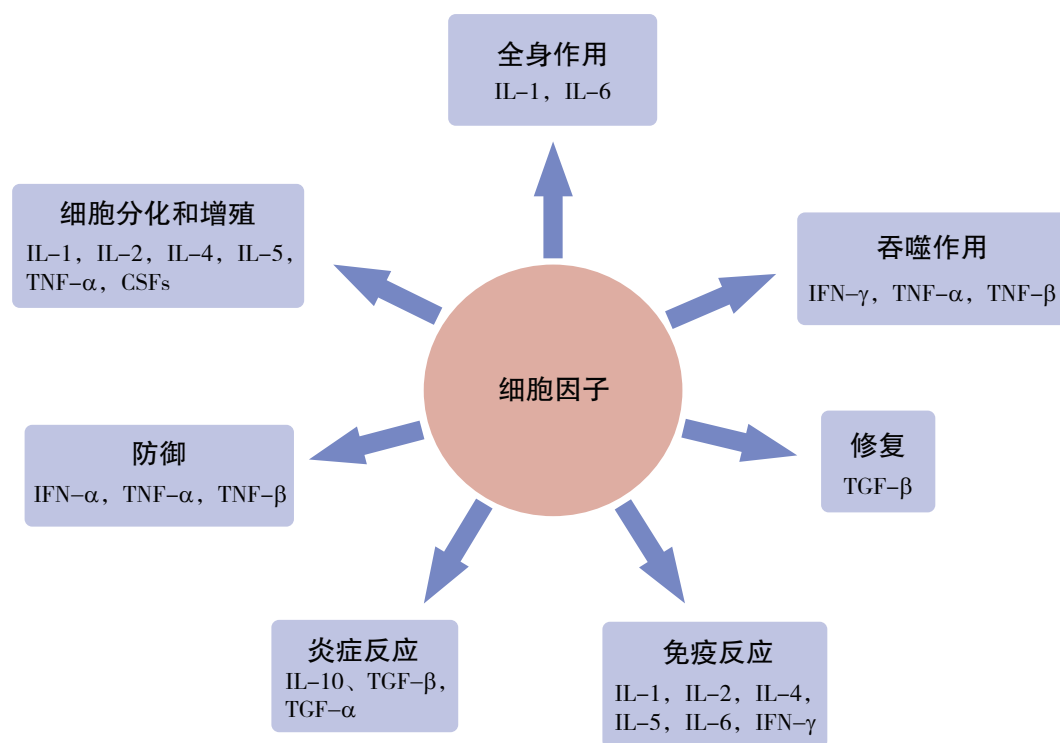 全身作用
IL-1，IL-6
细胞分化和增殖
IL-1，IL-2，IL-4，IL-5，
TNF-α，CSFs
吞噬作用
IFN-γ，TNF-α，TNF-β
细胞因子
防御
IFN-α，TNF-α，TNF-β
修复
TGF-β
炎症反应
IL-10、TGF-β，
TGF-α
免疫反应
IL-1，IL-2，IL-4，
IL-5，IL-6，IFN-γ